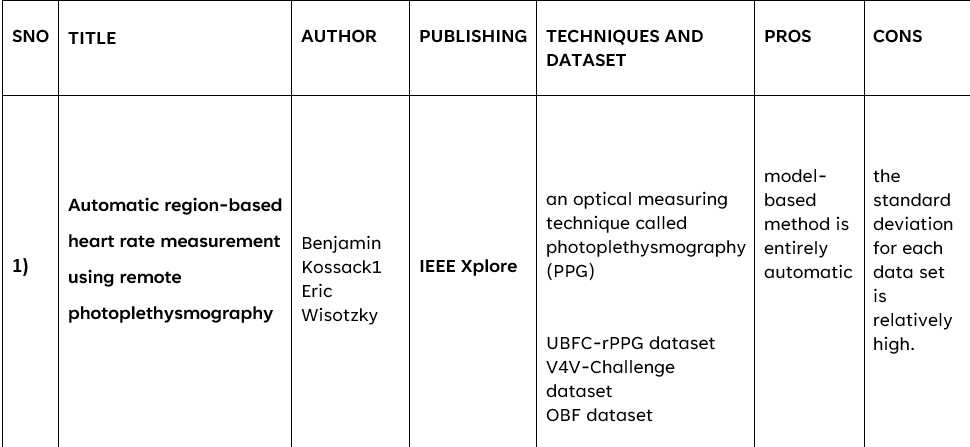 SNO
TITLE
AUTHOR
PUBLISHING
TECHNIQUES AND
DATASET
PROS
CONS
1)
Automatic region-based
heart rate measurement
using remote
photoplethysmography
Benjamin
Kossack1
Eric
Wisotzky
IEEE Xplore
an optical measuring
technique called
photoplethysmography
(PPG)
UBFC-rPPG dataset
V4V-Challenge
dataset
OBF dataset
model-
based
method is
entirely
automatic
the
standard
deviation
for each
data set
is
relatively
high.